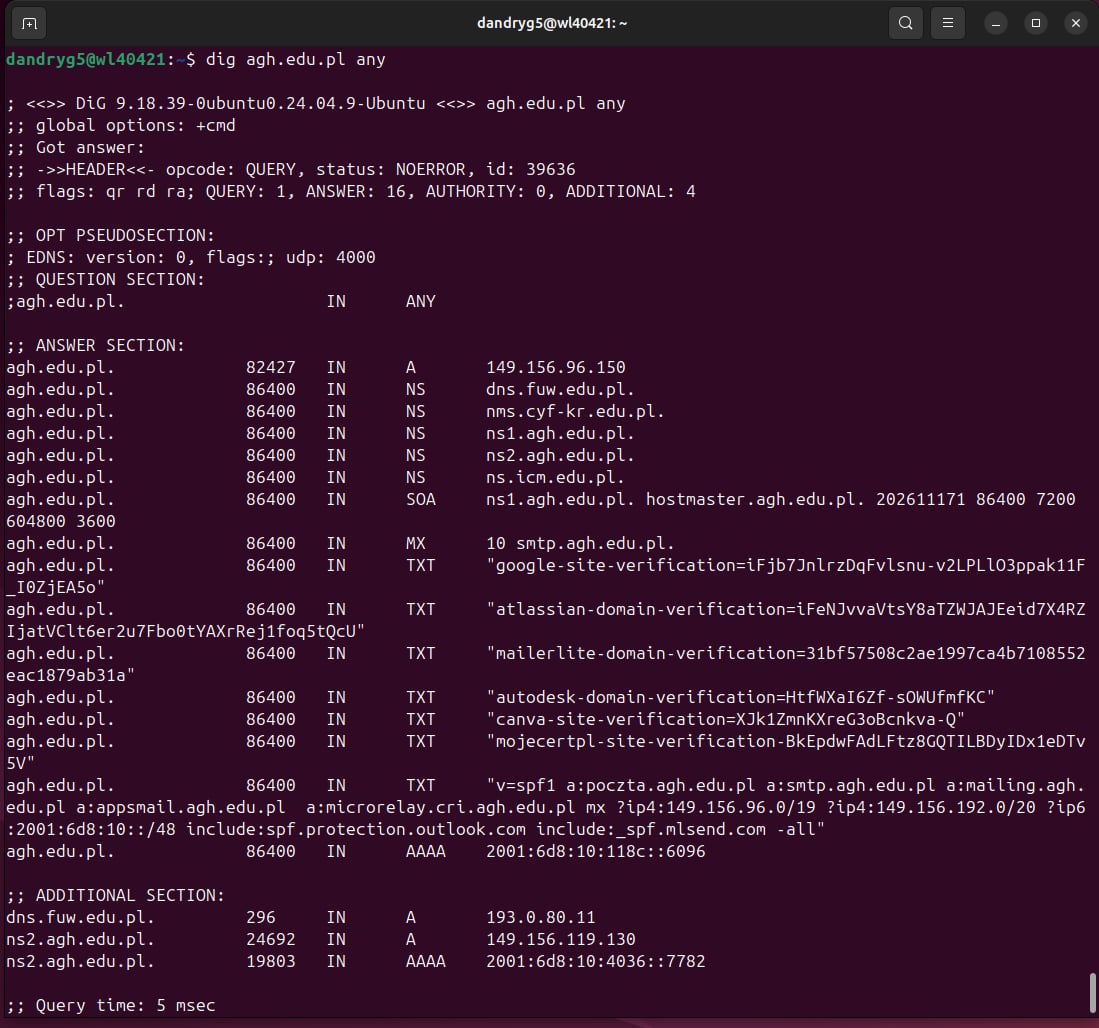 dandryg5@wl40421: ~
dandryg5@wl40421:~$ dig agh.edu.pl any
; <<>> DiG 9.18.39-0ubuntu0.24.04.9-Ubuntu <<>> agh.edu.pl any
;; global options: +cmd
;; Got answer:
;; ->>HEADER<<- opcode: QUERY, status: NOERROR, id: 39636
;; flags: qr rd ra; QUERY: 1, ANSWER: 16, AUTHORITY: 0, ADDITIONAL: 4
;; OPT PSEUDOSECTION:
; EDNS: version: 0, flags:; udp: 4000
;; QUESTION SECTION:
;agh.edu.pl. IN ANY
;; ANSWER SECTION:
agh.edu.pl. 82427 IN A 149.156.96.150
agh.edu.pl. 86400 IN NS dns.fuw.edu.pl.
agh.edu.pl. 86400 IN NS nms.cyf-kr.edu.pl.
agh.edu.pl. 86400 IN NS ns1.agh.edu.pl.
agh.edu.pl. 86400 IN NS ns2.agh.edu.pl.
agh.edu.pl. 86400 IN NS ns.icm.edu.pl.
agh.edu.pl. 86400 IN SOA ns1.agh.edu.pl. hostmaster.agh.edu.pl. 202611171 86400 7200
604800 3600
agh.edu.pl. 86400 IN MX 10 smtp.agh.edu.pl.
agh.edu.pl. 86400 IN TXT "google-site-verification=iFjb7JnlrzDqFvlsnu-v2LPLlO3ppak11F
_I0ZjEA5o"
agh.edu.pl. 86400 IN TXT "atlassian-domain-verification=iFeNJvvaVtsY8aTZWJAJEeid7X4RZ
IjatVClt6er2u7Fbo0tYAXrRej1foq5tQcU"
agh.edu.pl. 86400 IN TXT "mailerlite-domain-verification=31bf57508c2ae1997ca4b7108552
eac1879ab31a"
agh.edu.pl. 86400 IN TXT "autodesk-domain-verification=HtfWXaI6Zf-sOWUfmfKC"
agh.edu.pl. 86400 IN TXT "canva-site-verification=XJk1ZmnKXreG3oBcnkva-Q"
agh.edu.pl. 86400 IN TXT "mojecertpl-site-verification-BkEpdwFAdLFtz8GQTILBDyIDx1eDTv
5V"
agh.edu.pl. 86400 IN TXT "v=spf1 a:poczta.agh.edu.pl a:smtp.agh.edu.pl a:mailing.agh.
edu.pl a:appsmail.agh.edu.pl  a:microrelay.cri.agh.edu.pl mx ?ip4:149.156.96.0/19 ?ip4:149.156.192.0/20 ?ip6
:2001:6d8:10::/48 include:spf.protection.outlook.com include:_spf.mlsend.com -all"
agh.edu.pl. 86400 IN AAAA 2001:6d8:10:118c::6096
;; ADDITIONAL SECTION:
dns.fuw.edu.pl. 296 IN A 193.0.80.11
ns2.agh.edu.pl. 24692 IN A 149.156.119.130
ns2.agh.edu.pl. 19803 IN AAAA 2001:6d8:10:4036::7782
;; Query time: 5 msec